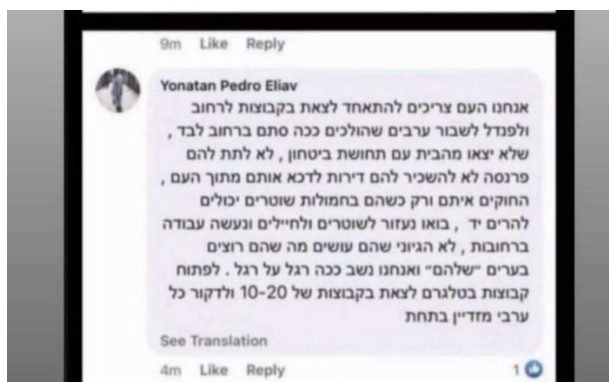 9m Like Reply
Yonatan Pedro Eliav
אנחנו העם צריכים להתאחד לצאת בקבוצות לרחוב
ולפנדל לשבור ערבים שהולכים ככה סתם ברחוב לבד ,
שלא יצאו מהבית עם תחושת ביטחון , לא לתת להם
פרנסה לא להשכיר להם דירות לדכא אותם מתוך העם ,
החוקים איתם ורק כשהם בחמולות שוטרים יכולים
להרים יד , בואו נעזור לשוטרים ולחיילים ונעשה עבודה
ברחובות , לא הגיוני שהם עושים מה שהם רוצים
בערים ״שלהם״ ואנחנו נשב ככה רגל על רגל . לפתוח
קבוצות בטלגרם לצאת בקבוצות של 10-20 ולדקור כל
ערבי מזדיין בתחת
See Translation
4m Like Reply 1